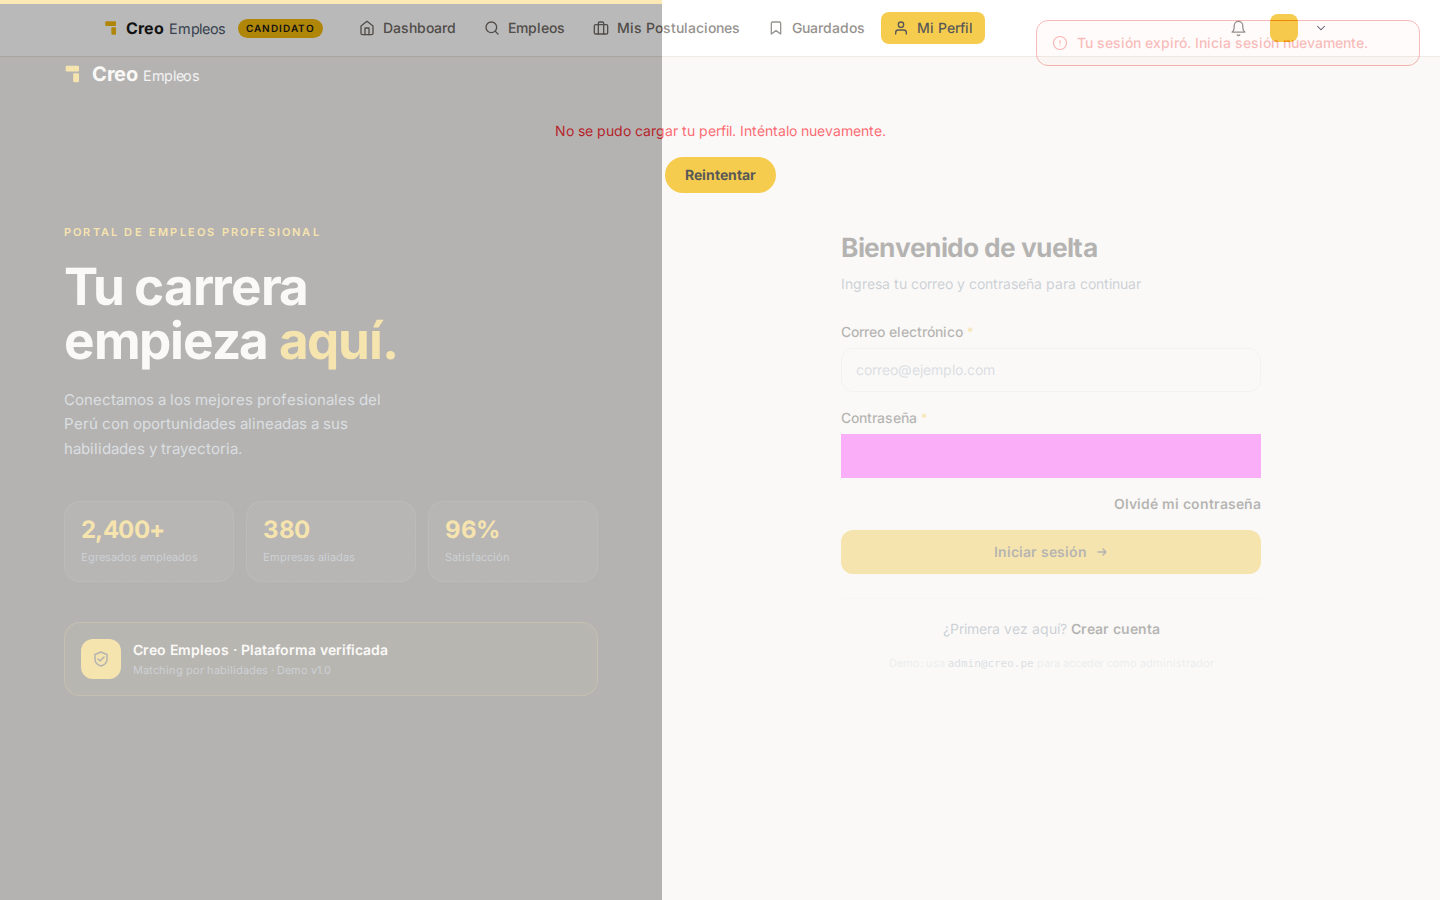 Creo Empleos CANDIDATO Dashboard Empleos Mis Postulaciones Guardados Mi Perfil
Tu sesión expiró. Inicia sesión nuevamente.
Creo Empleos
No se pudo cargar tu perfil. Inténtalo nuevamente.
Reintentar
PORTAL DE EMPLEOS PROFESIONAL
Tu carrera
empieza aquí.
Conectamos a los mejores profesionales del
Perú con oportunidades alineadas a sus
habilidades y trayectoria.
2,400+
Egresados empleados
380
Empresas aliadas
96%
Satisfacción
Creo Empleos · Plataforma verificada
Matching por habilidades · Demo v1.0
Bienvenido de vuelta
Ingresa tu correo y contraseña para continuar
Correo electrónico *
correo@ejemplo.com
Contraseña *
Olvidé mi contraseña
Iniciar sesión →
¿Primera vez aquí? Crear cuenta
Demo: usa admin@creo.pe para acceder como administrador